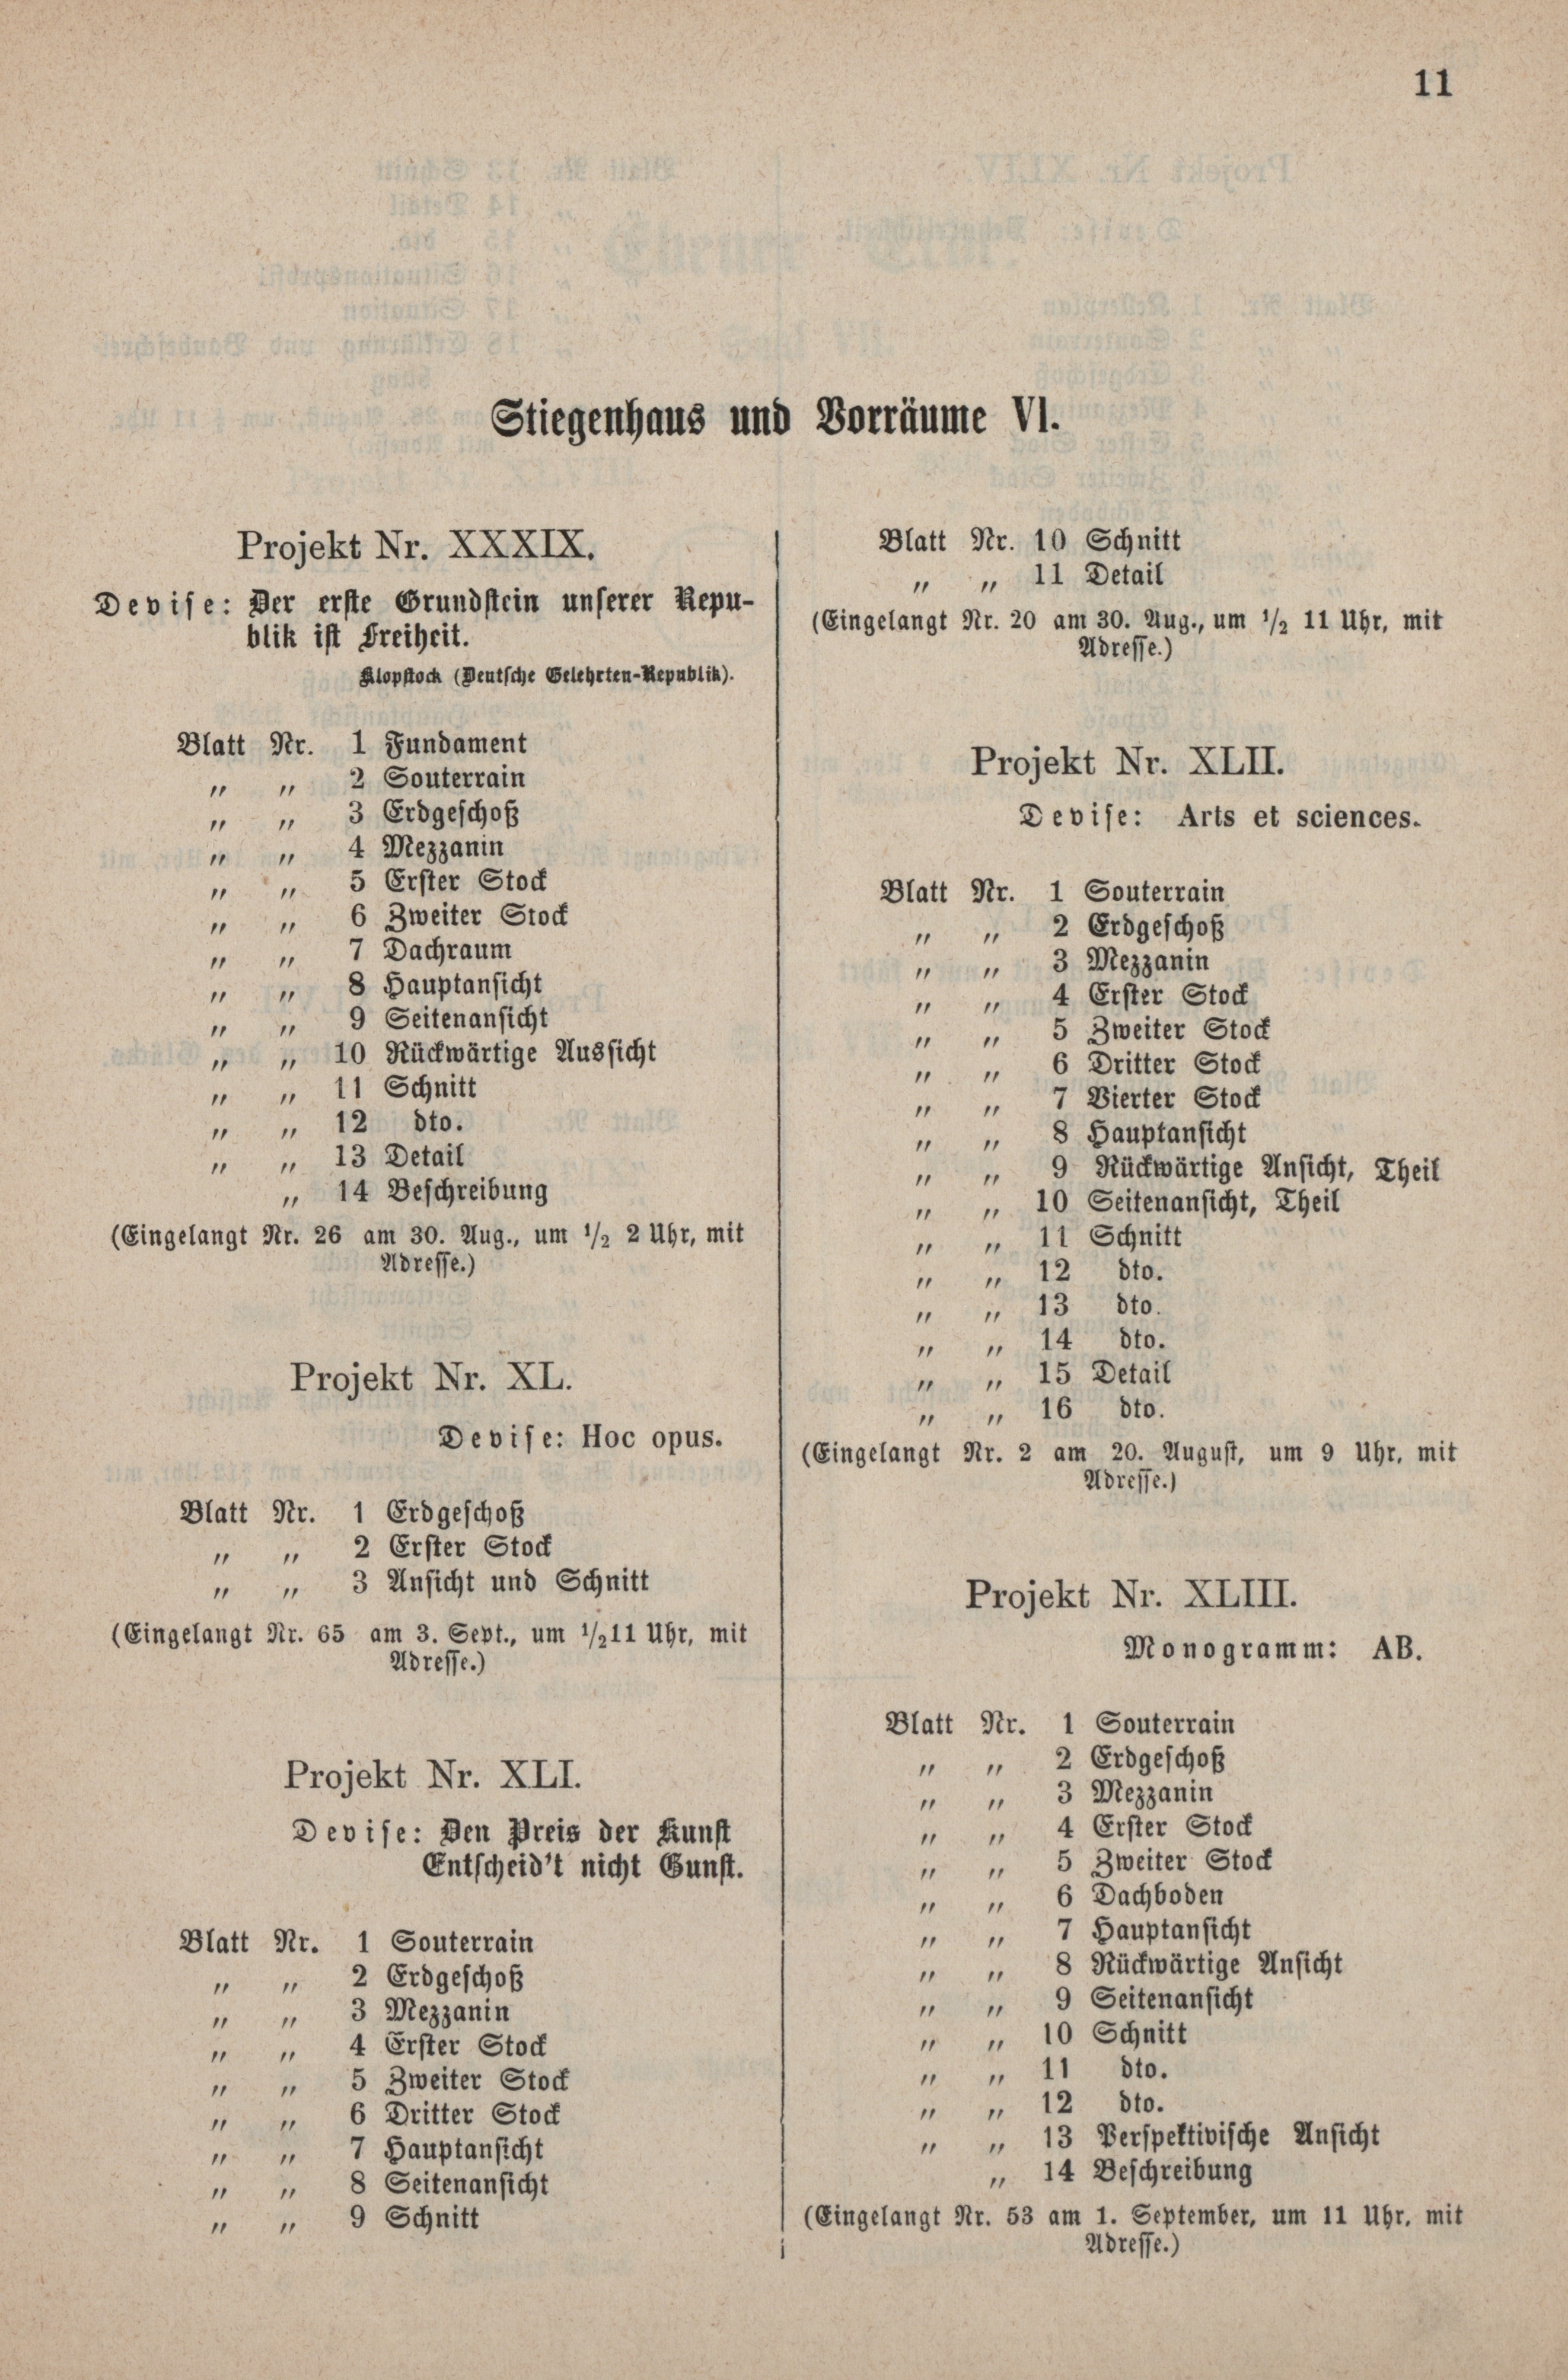 11
Stiegenhaus und Vorräume VI.
Projekt Nr. XXXIX.
Devise: Der erste Grundstein unserer Repu-
blik ist Freiheit.
Klopstock (Deutsche Gelehrten-Republik).
Blatt Nr. 1 Fundament
" " 2 Souterrain
" " 3 Erdgeschoß
" " 4 Mezzanin
" " 5 Erster Stock
" " 6 Zweiter Stock
" " 7 Dachraum
" " 8 Hauptansicht
" " 9 Seitenansicht
" " 10 Rückwärtige Aussicht
" " 11 Schnitt
" " 12 dto.
" " 13 Detail
" 14 Beschreibung
(Eingelangt Nr. 26 am 30. Aug., um 1/2 2 Uhr, mit
Adresse.)
Projekt Nr. XL.
Devise: Hoc opus.
Blatt Nr. 1 Erdgeschoß
" " 2 Erster Stock
" " 3 Ansicht und Schnitt
(Eingelangt Nr. 65 am 3. Sept., um 1/2 11 Uhr, mit
Adresse.)
Projekt Nr. XLI.
Devise: Den Preis der Kunst
Entscheid't nicht Gunst.
Blatt Nr. 1 Souterrain
" " 2 Erdgeschoß
" " 3 Mezzanin
" " 4 Erster Stock
" " 5 Zweiter Stock
" " 6 Dritter Stock
" " 7 Hauptansicht
" " 8 Seitenansicht
" " 9 Schnitt
Blatt Nr. 10 Schnitt
" " 11 Detail
(Eingelangt Nr. 20 am 30. Aug., um 1/2 11 Uhr, mit
Adresse.)
Projekt Nr. XLII.
Devise: Arts et sciences.
Blatt Nr. 1 Souterrain
" " 2 Erdgeschoß
" " 3 Mezzanin
" " 4 Erster Stock
" " 5 Zweiter Stock
" " 6 Dritter Stock
" " 7 Vierter Stock
" " 8 Hauptansicht
" " 9 Rückwärtige Ansicht, Theil
" " 10 Seitenansicht, Theil
" " 11 Schnitt
" " 12 dto.
" " 13 dto.
" " 14 dto.
" " 15 Detail
" " 16 dto.
(Eingelangt Nr. 2 am 20. August, um 9 Uhr, mit
Adresse.)
Projekt Nr. XLIII.
Monogramm: AB.
Blatt Nr. 1 Souterrain
" " 2 Erdgeschoß
" " 3 Mezzanin
" " 4 Erster Stock
" " 5 Zweiter Stock
" " 6 Dachboden
" " 7 Hauptansicht
" " 8 Rückwärtige Ansicht
" " 9 Seitenansicht
" " 10 Schnitt
" " 11 dto.
" " 12 dto.
" " 13 Perspektivische Ansicht
" 14 Beschreibung
(Eingelangt Nr. 53 am 1. September, um 11 Uhr, mit
Adresse.)